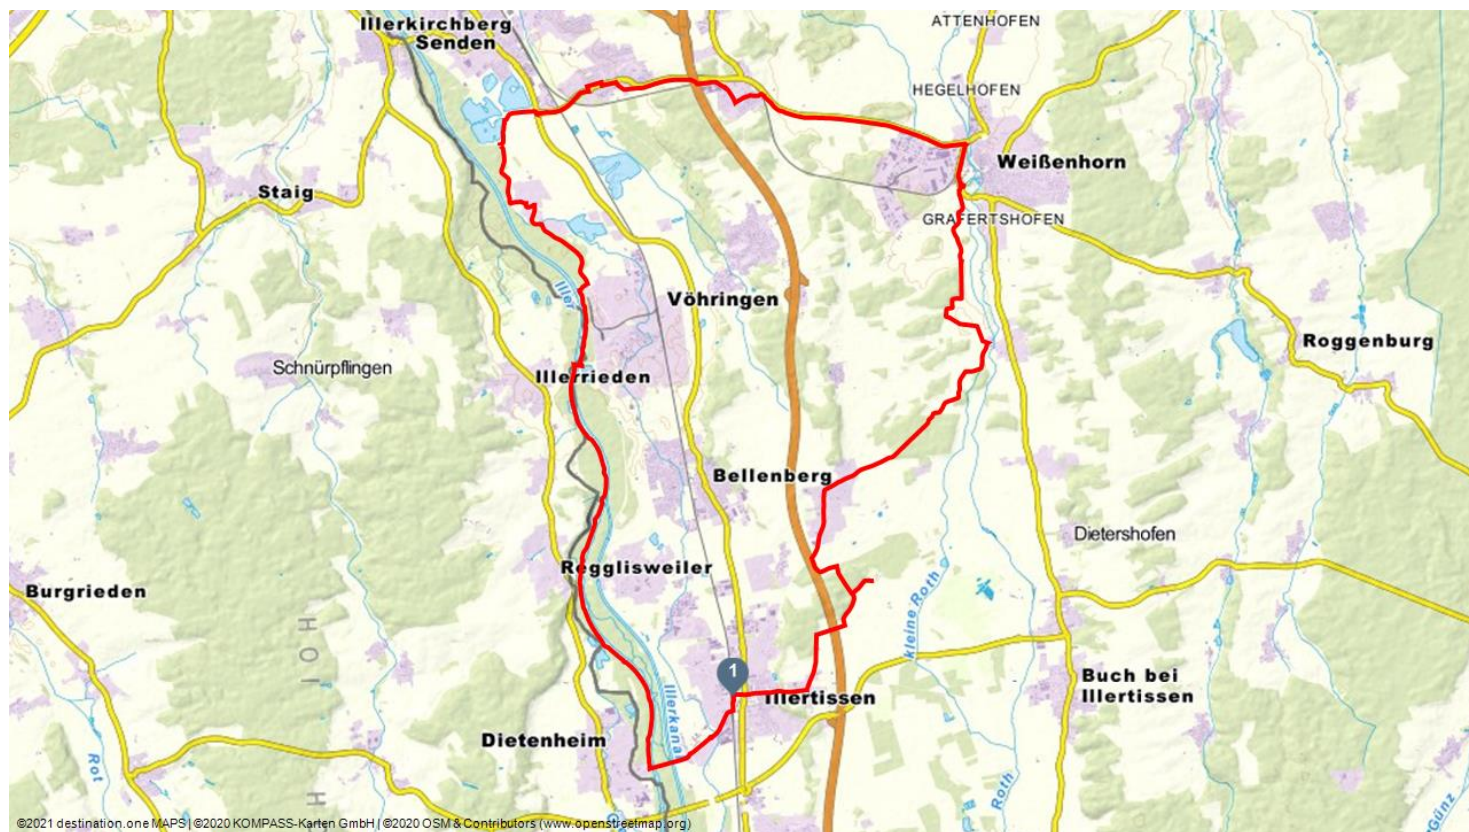 Illerkirchberg
Senden
ATTENHOFEN
HEGELHOFEN
Weißenhorn
Staig
GRAFERTSHOFEN
Iller
Vöhringen
Roggenburg
Schnürpflingen
Illerrieden
Bellenberg
Dietershofen
Regglisweiler
Burgrieden
kleine Roth
H O
1
Buch bei
Illertissen
Illertissen
Illerkanal
Dietenheim
Rot
Roth
Günz
©2021 destination.one MAPS | ©2020 KOMPASS-Karten GmbH | ©2020 OSM & Contributors (www.openstreetmap.org)